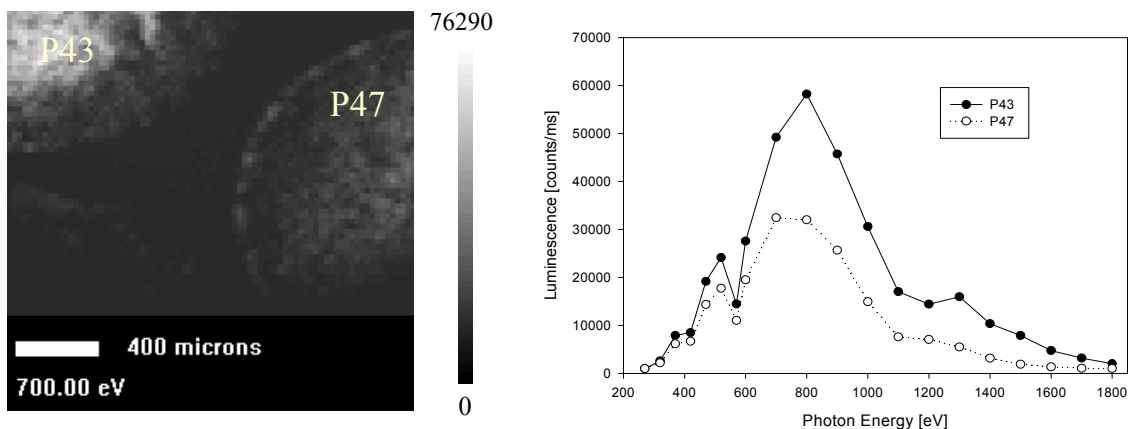 P43
P47
400 microns
700.00 eV
76290
0
70000
60000
50000
40000
30000
20000
10000
0
Luminescence [counts/ms]
P43
P47
200 400 600 800 1000 1200 1400 1600 1800
Photon Energy [eV]